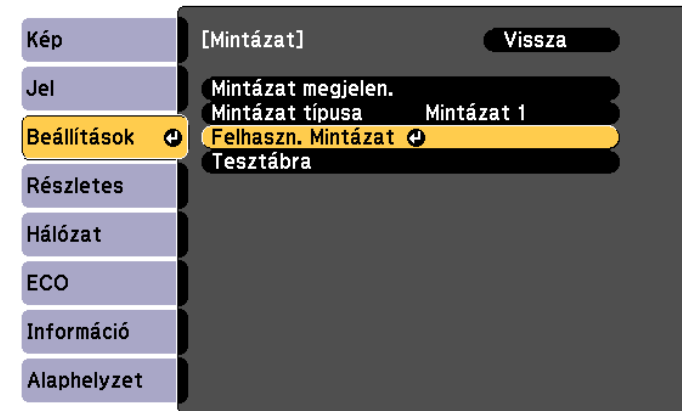 Kép
Jel
Beállítások
Részletes
Hálózat
ECO
Információ
Alaphelyzet
[Mintázat] Vissza
Mintázat megjelen.
Mintázat típusa Mintázat 1
Felhaszn. Mintázat
Tesztábra